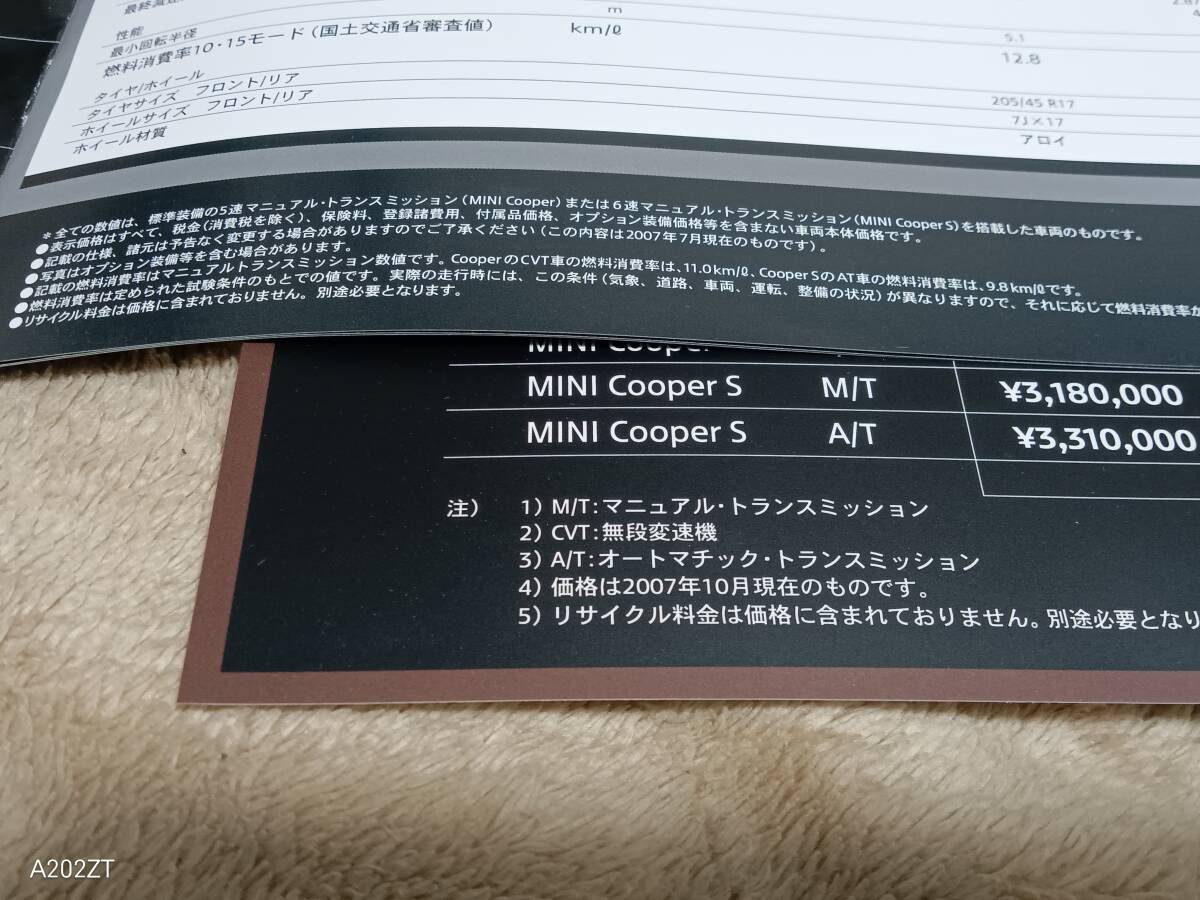 最終減速
2.87
性能
最小回転半径 m 5.1
燃料消費率10・15モード（国土交通省審査値） km/ℓ 12.8
タイヤ/ホイール
タイヤサイズ フロント/リア 205/45 R17
ホイールサイズ フロント/リア 7J×17
ホイール材質 アロイ
＊全ての数値は、標準装備の5速マニュアル・トランスミッション（MINI Cooper）または6速マニュアル・トランスミッション（MINI Cooper S）を搭載した車両のものです。
●表示価格はすべて、税金（消費税を除く）、保険料、登録諸費用、付属品価格、オプション装備価格等を含まない車両本体価格です。
●記載の仕様、諸元は予告なく変更する場合がありますのでご了承ください（この内容は2007年7月現在のものです）。
●写真はオプション装備等を含む場合があります。
●記載の燃料消費率はマニュアルトランスミッション数値です。CooperのCVT車の燃料消費率は、11.0km/ℓ、Cooper SのAT車の燃料消費率は、9.8km/ℓです。
●燃料消費率は定められた試験条件のもとでの値です。実際の走行時には、この条件（気象、道路、車両、運転、整備の状況）が異なりますので、それに応じて燃料消費率が
●リサイクル料金は価格に含まれておりません。別途必要となります。
MINI Cooper
MINI Cooper S M/T ¥3,180,000
MINI Cooper S A/T ¥3,310,000
注） 1）M/T：マニュアル・トランスミッション
2）CVT：無段変速機
3）A/T：オートマチック・トランスミッション
4）価格は2007年10月現在のものです。
5）リサイクル料金は価格に含まれておりません。別途必要となり
A202ZT